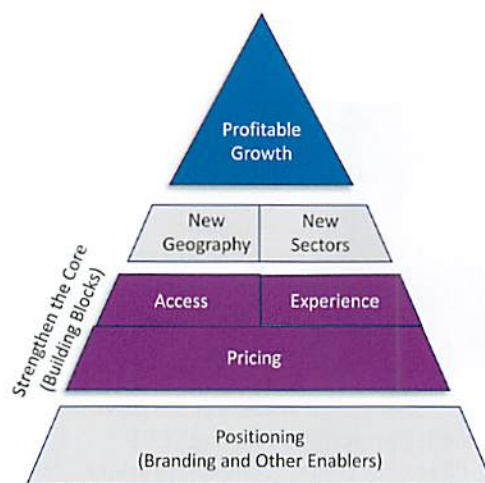 Profitable
Growth
New
Geography
New
Sectors
Strengthen the Core
(Building Blocks)
Access
Experience
Pricing
Positioning
(Branding and Other Enablers)